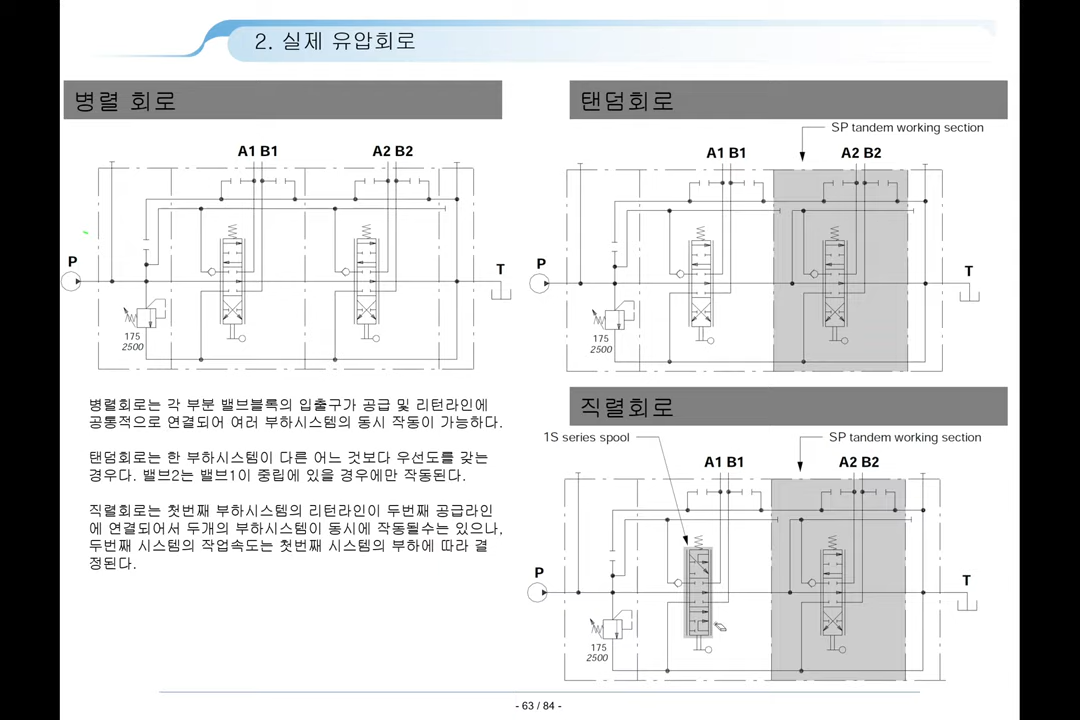 2. 실제 유압회로
병렬 회로
A1 B1
A2 B2
P
T
175
2500
병렬회로는 각 부분 밸브블록의 입출구가 공급 및 리턴라인에
공통적으로 연결되어 여러 부하시스템의 동시 작동이 가능하다.
탠덤회로는 한 부하시스템이 다른 어느 것보다 우선도를 갖는
경우다. 밸브2는 밸브1이 중립에 있을 경우에만 작동된다.
직렬회로는 첫번째 부하시스템의 리턴라인이 두번째 공급라인
에 연결되어서 두개의 부하시스템이 동시에 작동될수는 있으나,
두번째 시스템의 작업속도는 첫번째 시스템의 부하에 따라 결
정된다.
탠덤회로
SP tandem working section
A1 B1
A2 B2
P
T
175
2500
직렬회로
1S series spool
SP tandem working section
A1 B1
A2 B2
P
T
175
2500
- 63 / 84 -